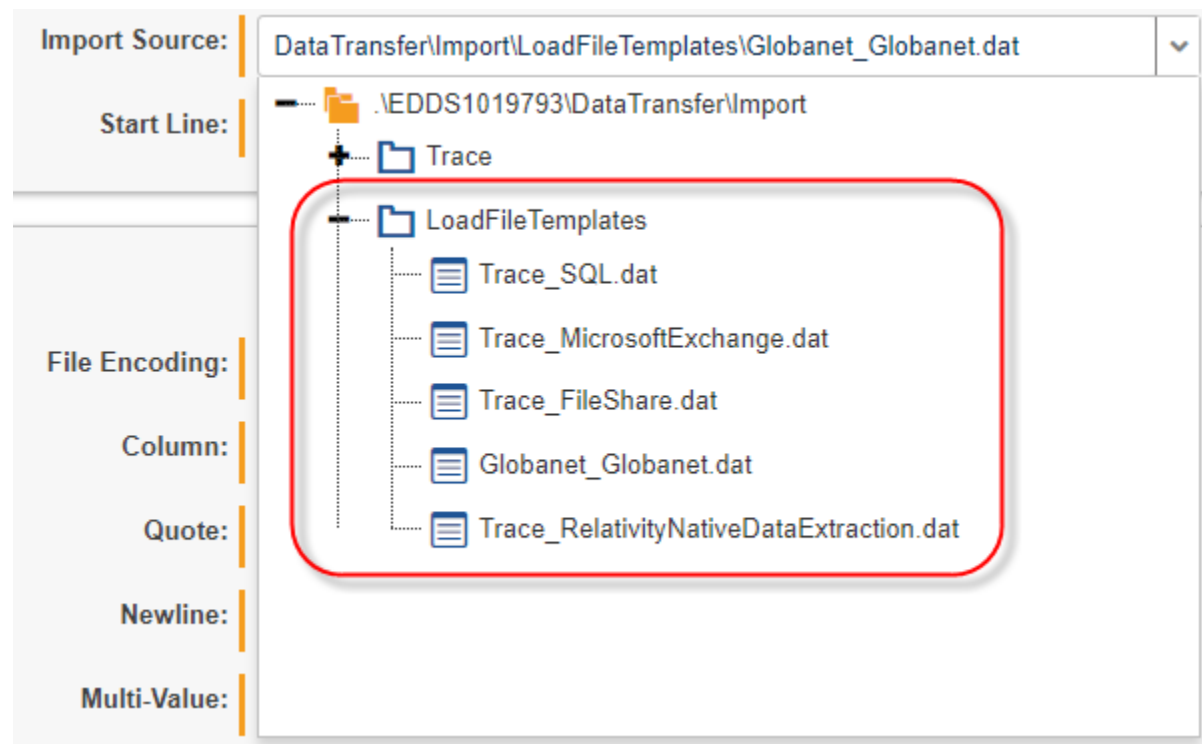 Import Source:
DataTransfer\Import\LoadFileTemplates\Globanet_Globanet.dat
.\EDDS1019793\DataTransfer\Import
Start Line:
Trace
LoadFileTemplates
Trace_SQL.dat
Trace_MicrosoftExchange.dat
File Encoding:
Trace_FileShare.dat
Column:
Globanet_Globanet.dat
Quote:
Trace_RelativityNativeDataExtraction.dat
Newline:
Multi-Value: